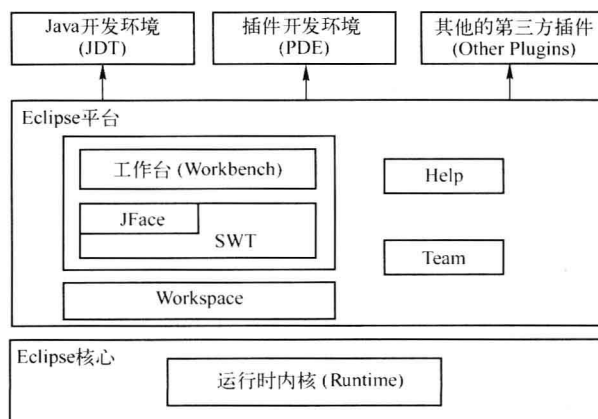 Java开发环境
(JDT)
插件开发环境
(PDE)
其他的第三方插件
(Other Plugins)
Eclipse平台
工作台 (Workbench)
JFace
SWT
Workspace
Help
Team
Eclipse核心
运行时内核 (Runtime)